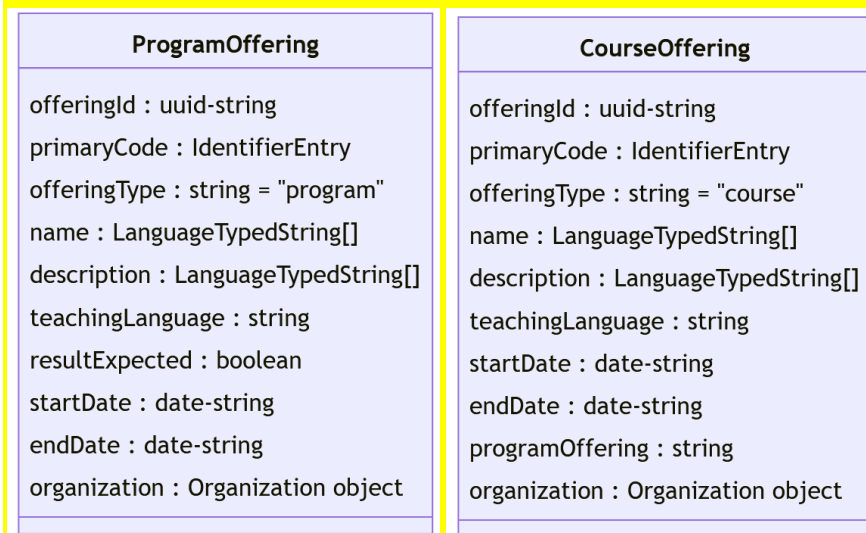 ProgramOffering
offeringId : uuid-string
primaryCode : IdentifierEntry
offeringType : string = "program"
name : LanguageTypedString[]
description : LanguageTypedString[]
teachingLanguage : string
resultExpected : boolean
startDate : date-string
endDate : date-string
organization : Organization object
CourseOffering
offeringId : uuid-string
primaryCode : IdentifierEntry
offeringType : string = "course"
name : LanguageTypedString[]
description : LanguageTypedString[]
teachingLanguage : string
startDate : date-string
endDate : date-string
programOffering : string
organization : Organization object